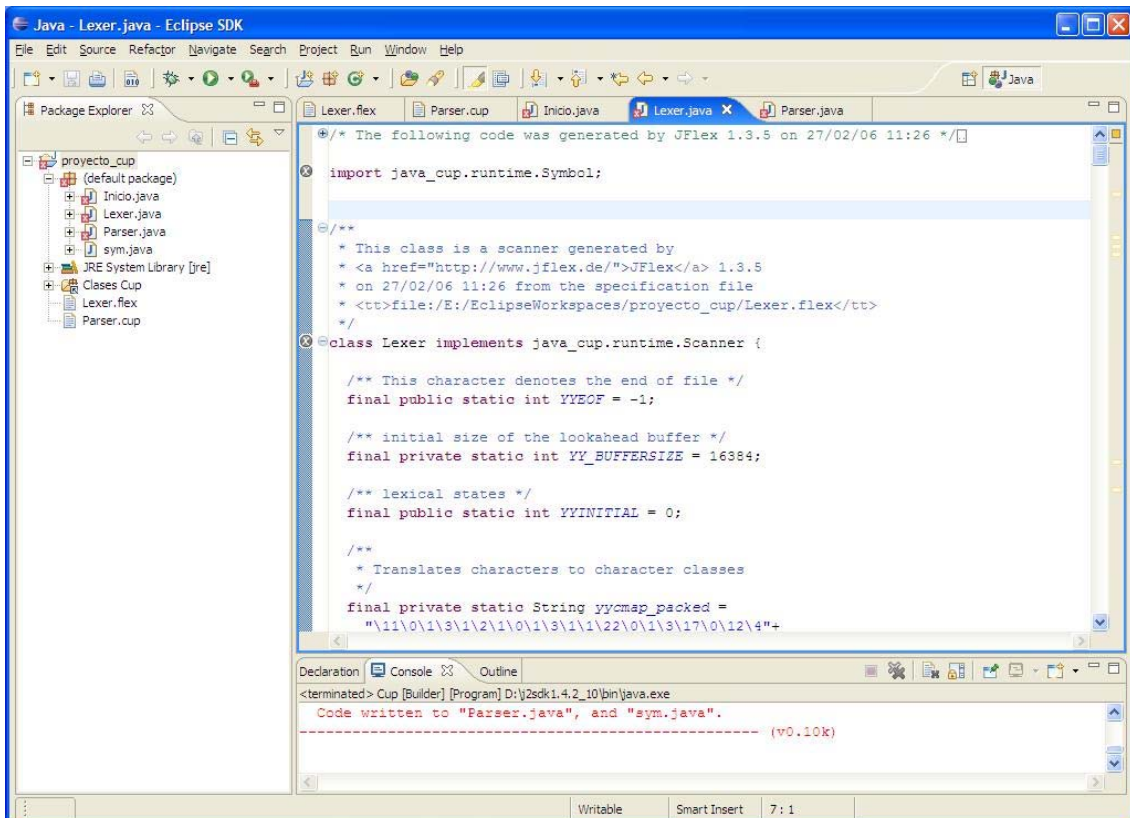 Java - Lexer.java - Eclipse SDK
File Edit Source Refactor Navigate Search Project Run Window Help
Java
Package Explorer
proyecto_cup
(default package)
Inicio.java
Lexer.java
Parser.java
sym.java
JRE System Library [jre]
Clases Cup
Lexer.flex
Parser.cup
Lexer.flex Parser.cup Inicio.java Lexer.java Parser.java
/* The following code was generated by JFlex 1.3.5 on 27/02/06 11:26 */
import java_cup.runtime.Symbol;
/**
* This class is a scanner generated by
* <a href="http://www.jflex.de/">JFlex</a> 1.3.5
* on 27/02/06 11:26 from the specification file
* <tt>file:/E:/EclipseWorkspaces/proyecto_cup/Lexer.flex</tt>
*/
class Lexer implements java_cup.runtime.Scanner {
/** This character denotes the end of file */
final public static int YYEOF = -1;
/** initial size of the lookahead buffer */
final private static int YY_BUFFERSIZE = 16384;
/** lexical states */
final public static int YYINITIAL = 0;
/**
* Translates characters to character classes
*/
final private static String yycmap_packed =
"\11\0\1\3\1\2\1\0\1\3\1\1\22\0\1\3\17\0\12\4"+
Declaration Console Outline
<terminated> Cup [Builder] [Program] D:\j2sdk1.4.2_10\bin\java.exe
Code written to "Parser.java", and "sym.java".
---------------------------------------------------- (v0.10k)
Writable Smart Insert 7 : 1